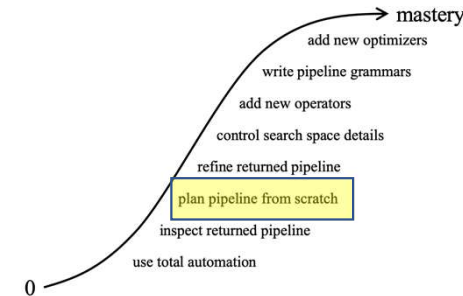 mastery
add new optimizers
write pipeline grammars
add new operators
control search space details
refine returned pipeline
plan pipeline from scratch
inspect returned pipeline
use total automation
0